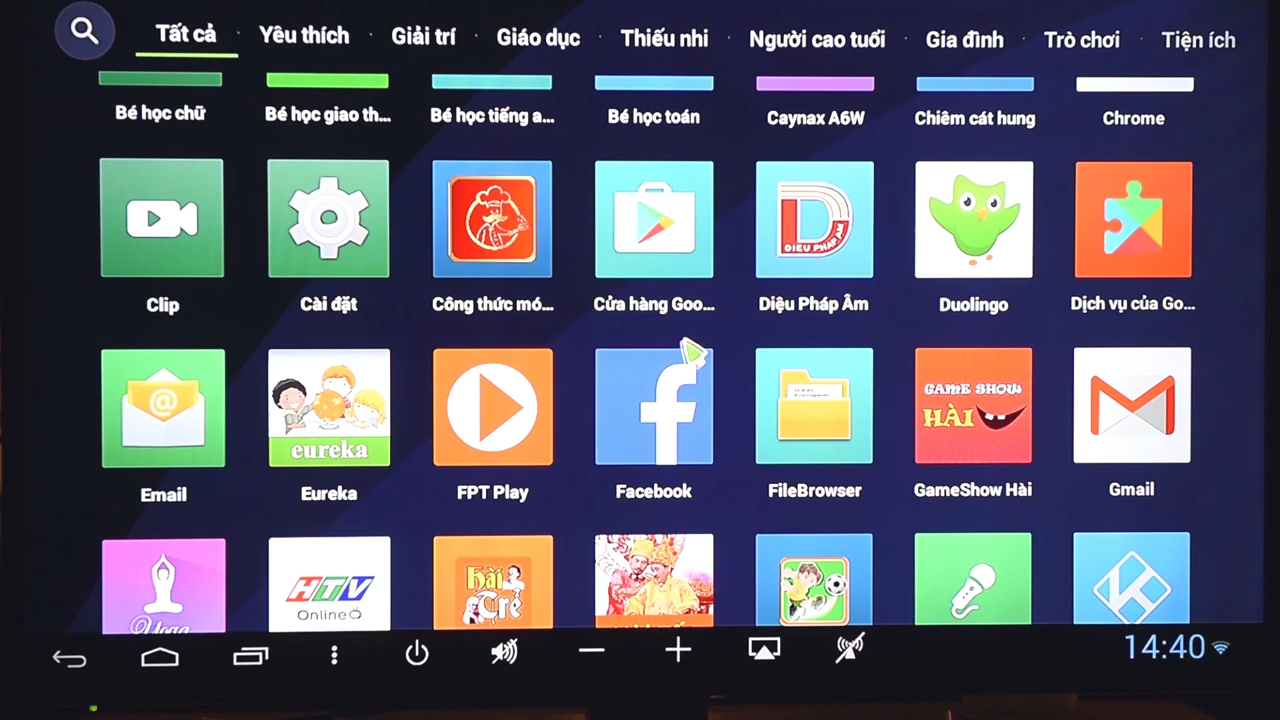 Tất cả · Yêu thích · Giải trí · Giáo dục · Thiếu nhi · Người cao tuổi · Gia đình · Trò chơi · Tiện ích
Bé học chữ Bé học giao th... Bé học tiếng a... Bé học toán Caynax A6W Chiêm cát hung Chrome
DIEU PHAP AM
Clip Cài đặt Công thức mó... Cửa hàng Goo... Diệu Pháp Âm Duolingo Dịch vụ của Go...
@ eureka f GAME SHOW
HÀI
Email Eureka FPT Play Facebook FileBrowser GameShow Hài Gmail
Yoga HTV
Online
Hài
Trẻ
14:40